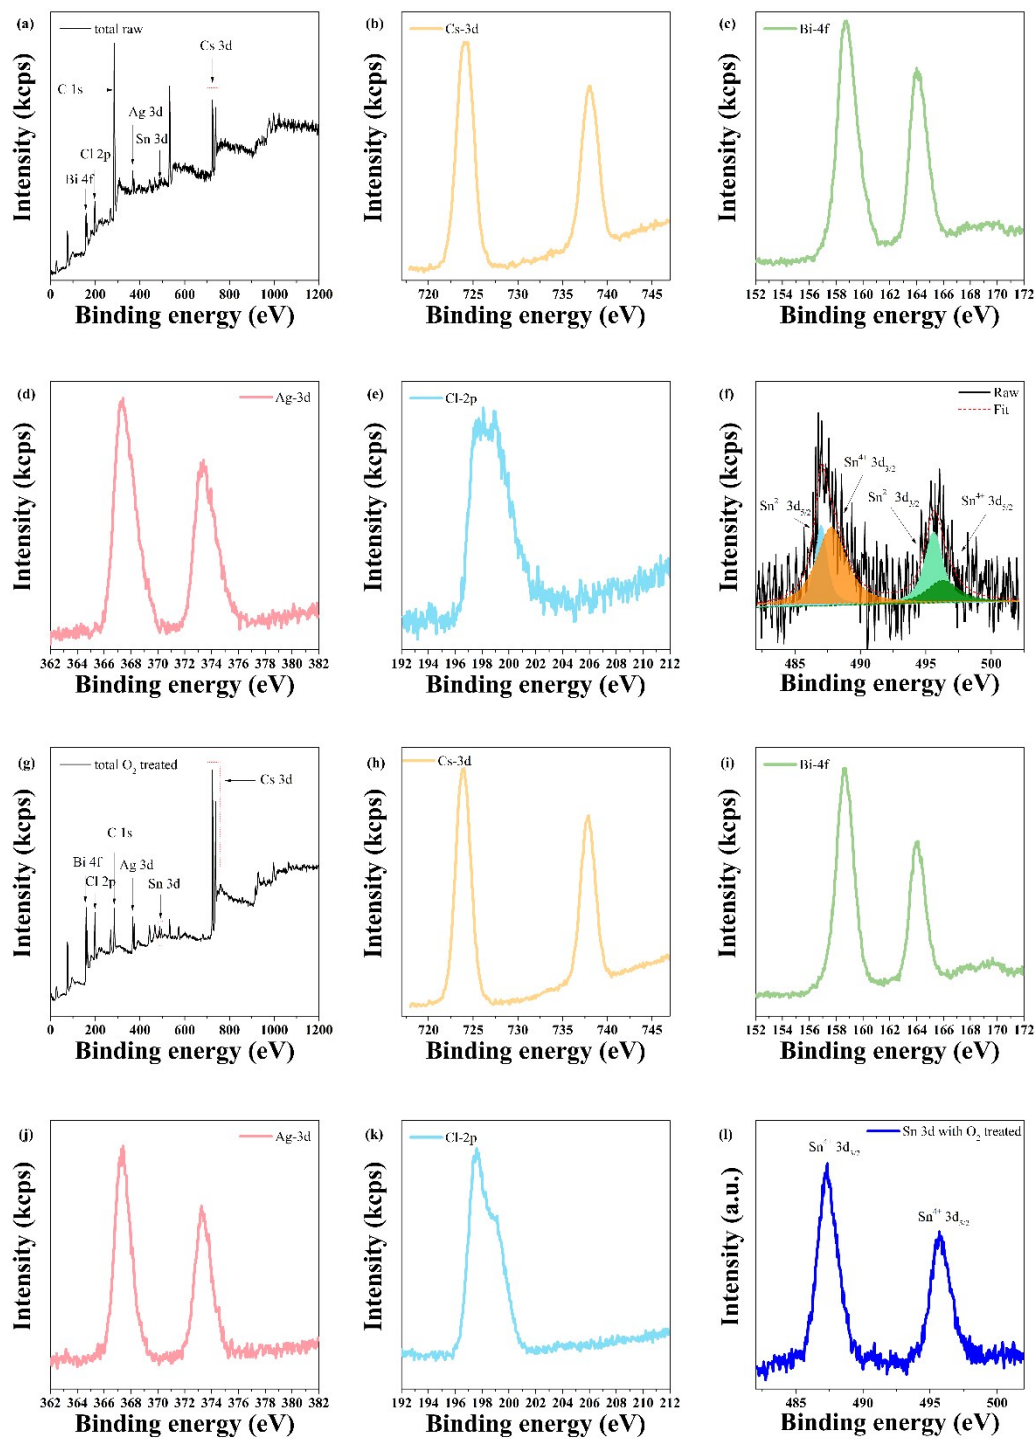 (a)
total raw
Cs 3d
C 1s
Ag 3d
Sn 3d
Cl 2p
Bi 4f
Intensity (kcps)
0 200 400 600 800 1000 1200
Binding energy (eV)
(b)
Cs-3d
Intensity (kcps)
720 725 730 735 740 745
Binding energy (eV)
(c)
Bi-4f
Intensity (kcps)
152 154 156 158 160 162 164 166 168 170 172
Binding energy (eV)
(d)
Ag-3d
Intensity (kcps)
362 364 366 368 370 372 374 376 378 380 382
Binding energy (eV)
(e)
Cl-2p
Intensity (kcps)
192 194 196 198 200 202 204 206 208 210 212
Binding energy (eV)
(f)
Raw
Fit
Sn⁴⁺ 3d₃/₂
Sn² 3d₅/₂
Sn² 3d₃/₂
Sn⁴⁺ 3d₅/₂
Intensity (kcps)
485 490 495 500
Binding energy (eV)
(g)
total O₂ treated
Cs 3d
C 1s
Bi 4f
Ag 3d
Cl 2p
Sn 3d
Intensity (kcps)
0 200 400 600 800 1000 1200
Binding energy (eV)
(h)
Cs-3d
Intensity (kcps)
720 725 730 735 740 745
Binding energy (eV)
(i)
Bi-4f
Intensity (kcps)
152 154 156 158 160 162 164 166 168 170 172
Binding energy (eV)
(j)
Ag-3d
Intensity (kcps)
362 364 366 368 370 372 374 376 378 380 382
Binding energy (eV)
(k)
Cl-2p
Intensity (kcps)
192 194 196 198 200 202 204 206 208 210 212
Binding energy (eV)
(l)
Sn 3d with O₂ treated
Sn⁴⁺ 3d₃/₂
Sn⁴⁺ 3d₅/₂
Intensity (a.u.)
485 490 495 500
Binding energy (eV)